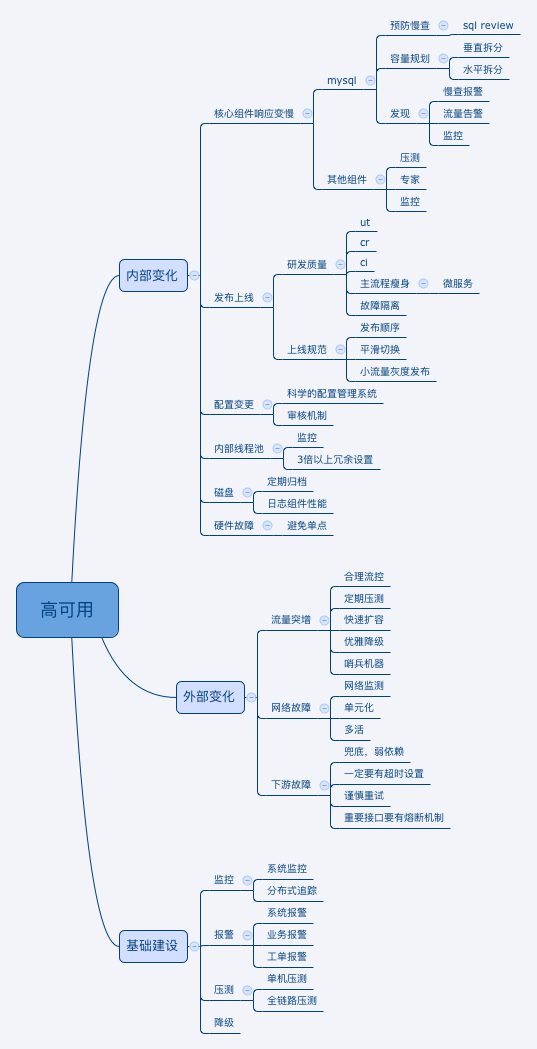 高可用
内部变化
核心组件响应变慢
mysql
预防慢查
sql review
容量规划
垂直拆分
水平拆分
发现
慢查报警
流量告警
监控
其他组件
压测
专家
监控
发布上线
研发质量
ut
cr
ci
主流程瘦身
微服务
故障隔离
上线规范
发布顺序
平滑切换
小流量灰度发布
配置变更
科学的配置管理系统
审核机制
内部线程池
监控
3倍以上冗余设置
磁盘
定期归档
日志组件性能
硬件故障
避免单点
外部变化
流量突增
合理流控
定期压测
快速扩容
优雅降级
哨兵机器
网络故障
网络监测
单元化
多活
下游故障
兜底，弱依赖
一定要有超时设置
谨慎重试
重要接口要有熔断机制
基础建设
监控
系统监控
分布式追踪
报警
系统报警
业务报警
工单报警
压测
单机压测
全链路压测
降级